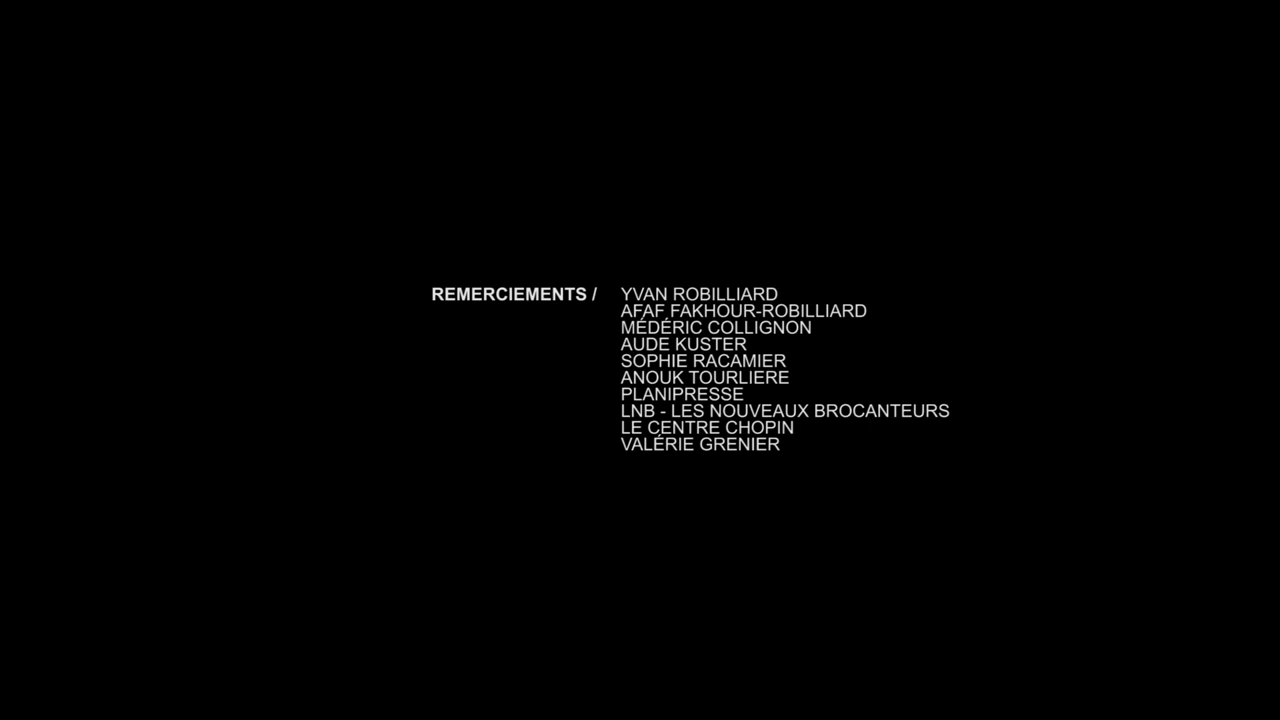 REMERCIEMENTS / YVAN ROBILLIARD
AFAF FAKHOUR-ROBILLIARD
MÉDÉRIC COLLIGNON
AUDE KUSTER
SOPHIE RACAMIER
ANOUK TOURLIERE
PLANIPRESSE
LNB - LES NOUVEAUX BROCANTEURS
LE CENTRE CHOPIN
VALÉRIE GRENIER